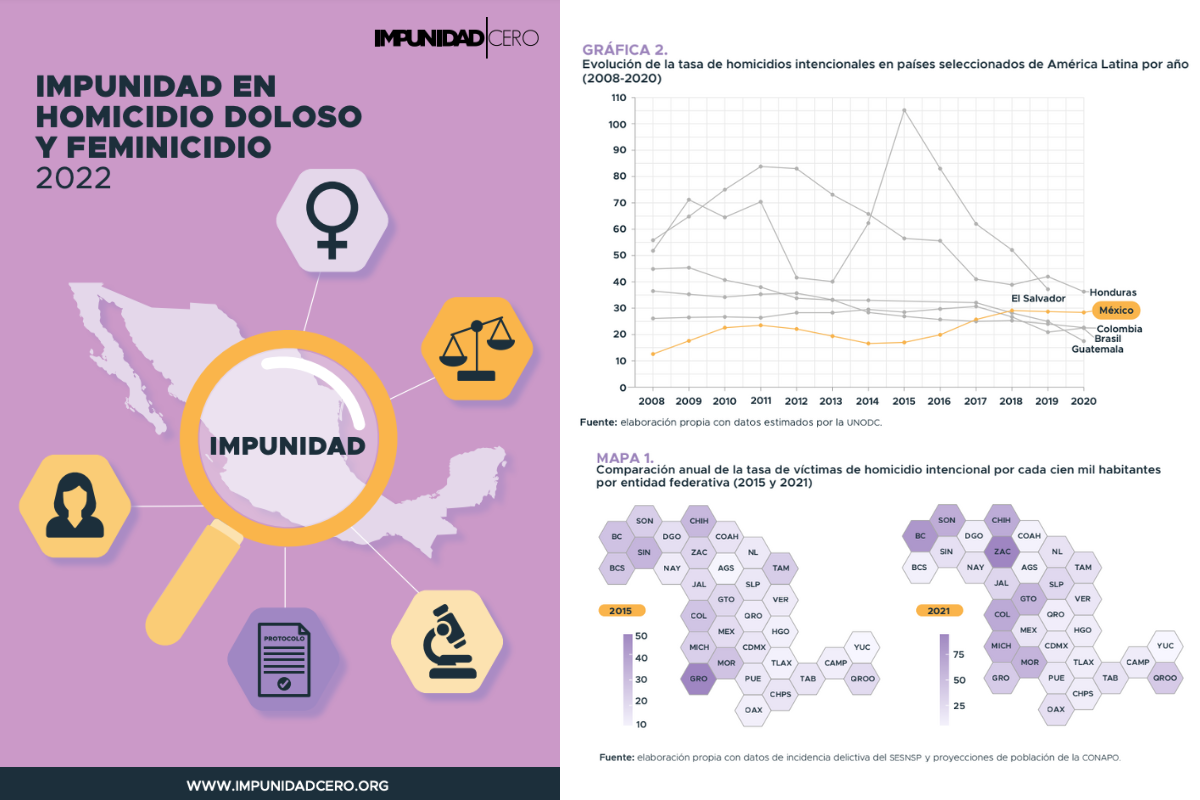 IMPUNIDAD CERO
IMPUNIDAD EN
HOMICIDIO DOLOSO
Y FEMINICIDIO
2022
IMPUNIDAD
PROTOCOLO
WWW.IMPUNIDADCERO.ORG
GRÁFICA 2.
Evolución de la tasa de homicidios intencionales en países seleccionados de América Latina por año
(2008-2020)
110
100
90
80
70
60
50
40
30
20
10
0
El Salvador
Honduras
México
Colombia
Brasil
Guatemala
2008 2009 2010 2011 2012 2013 2014 2015 2016 2017 2018 2019 2020
Fuente: elaboración propia con datos estimados por la UNODC.
MAPA 1.
Comparación anual de la tasa de víctimas de homicidio intencional por cada cien mil habitantes
por entidad federativa (2015 y 2021)
SON CHIH
BC DGO COAH
SIN ZAC NL
BCS NAY AGS TAM
JAL SLP
GTO VER
COL QRO
MEX HGO
MICH CDMX YUC
MOR TLAX CAMP
GRO PUE TAB QROO
CHPS
OAX
2015
50
40
30
20
10
SON CHIH
BC DGO COAH
SIN ZAC NL
BCS NAY AGS TAM
JAL SLP
GTO VER
COL QRO
MEX HGO
MICH CDMX YUC
MOR TLAX CAMP
GRO PUE TAB QROO
CHPS
OAX
2021
75
50
25
Fuente: elaboración propia con datos de incidencia delictiva del SESNSP y proyecciones de población de la CONAPO.